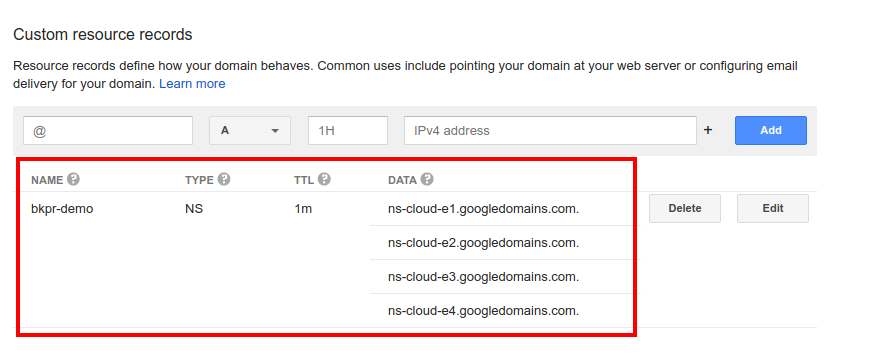 Custom resource records
Resource records define how your domain behaves. Common uses include pointing your domain at your web server or configuring email
delivery for your domain. Learn more
@ A 1H IPv4 address + Add
NAME ? TYPE ? TTL ? DATA ?
bkpr-demo NS 1m ns-cloud-e1.googledomains.com. Delete Edit
ns-cloud-e2.googledomains.com.
ns-cloud-e3.googledomains.com.
ns-cloud-e4.googledomains.com.